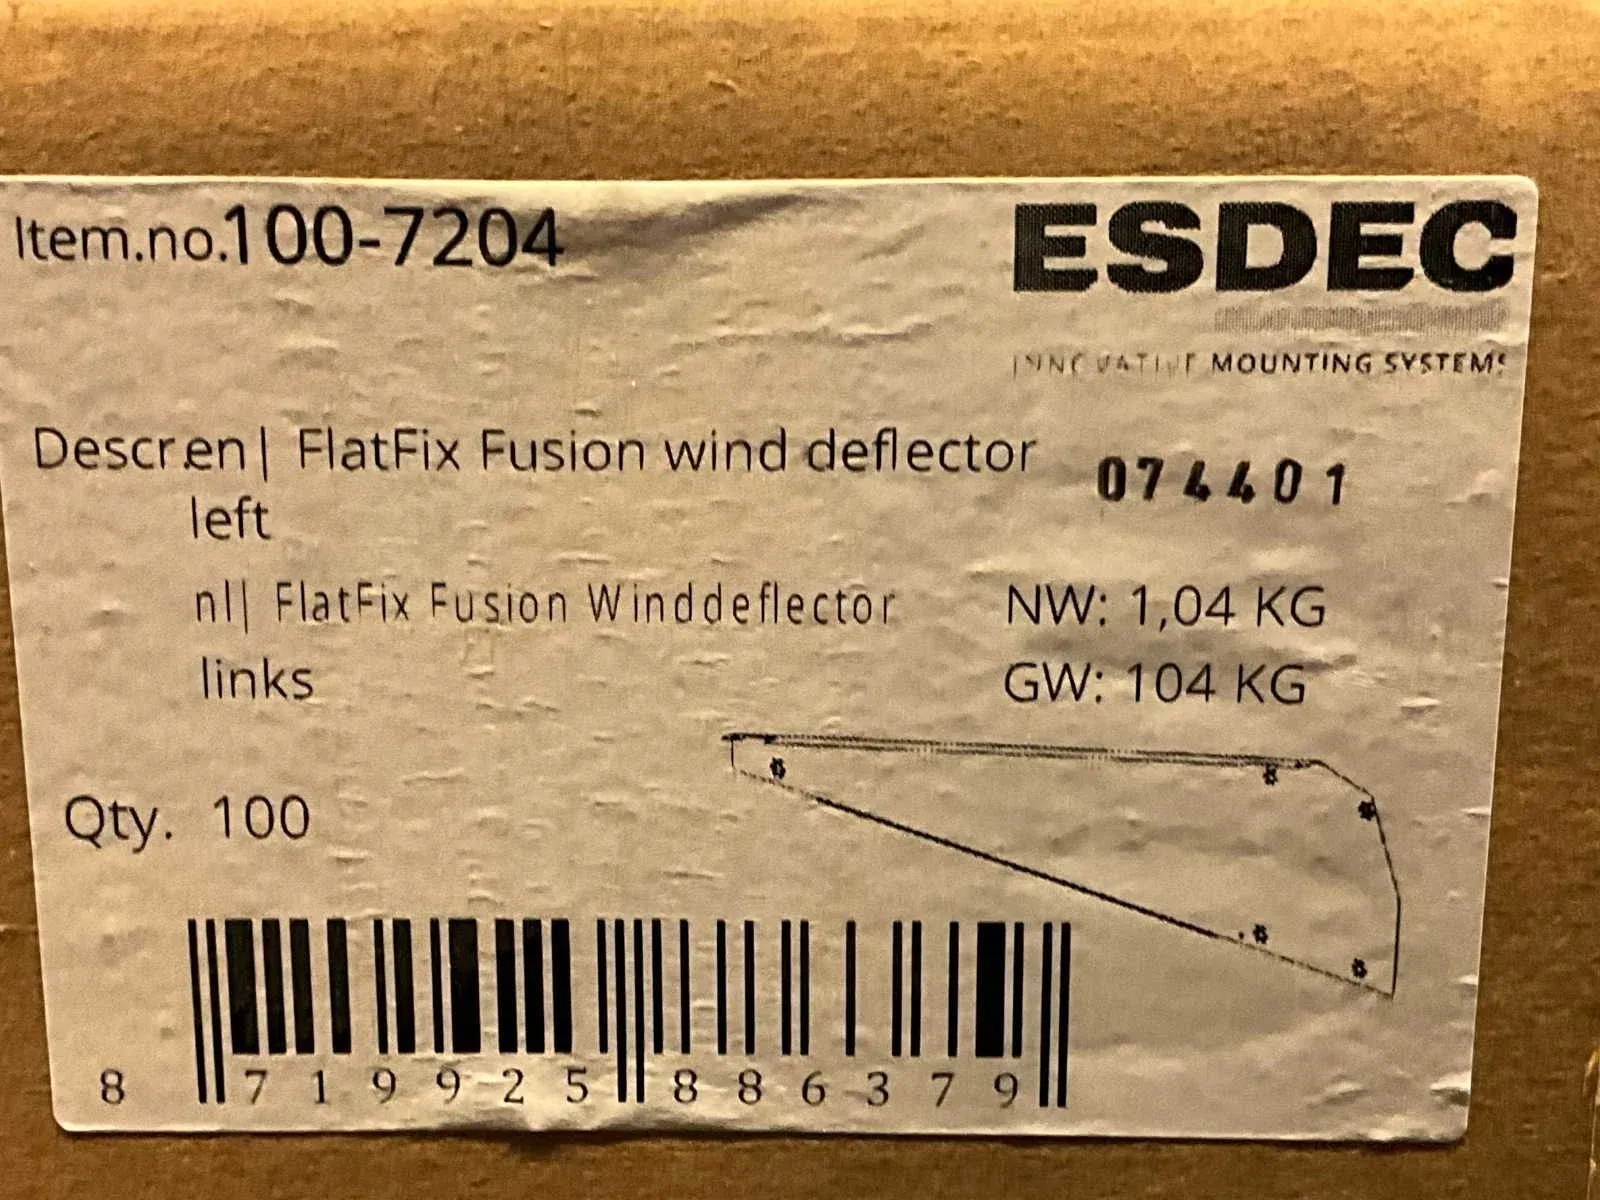 Item.no.100-7204
ESDEC
INNOVATIVE MOUNTING SYSTEMS
Descr.en| FlatFix Fusion wind deflector
left
074401
nl| FlatFix Fusion Winddeflector
links
NW: 1,04 KG
GW: 104 KG
Qty. 100
8 719925 886379